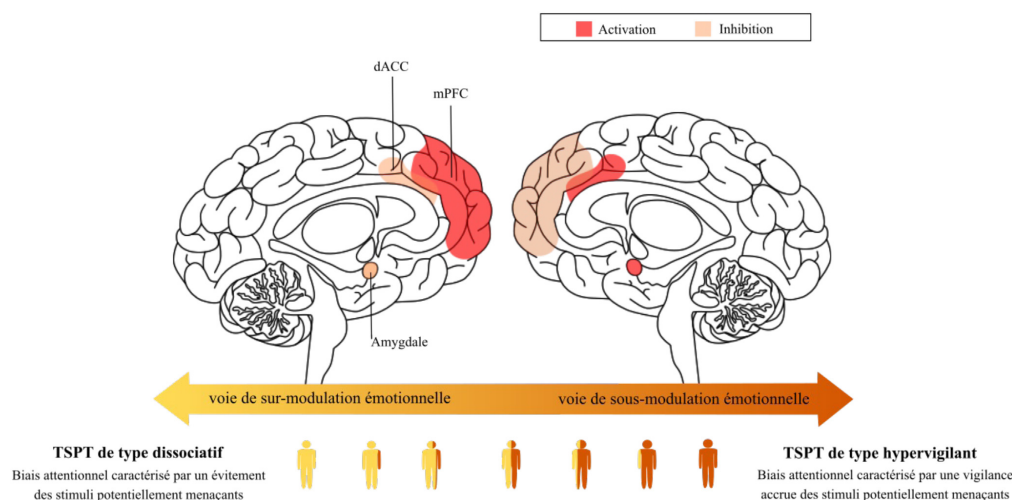 Activation
Inhibition
dACC
mPFC
Amygdale
voie de sur-modulation émotionnelle
voie de sous-modulation émotionnelle
TSPT de type dissociatif
Biais attentionnel caractérisé par un évitement
des stimuli potentiellement menaçants
TSPT de type hypervigilant
Biais attentionnel caractérisé par une vigilance
accrue des stimuli potentiellement menaçants